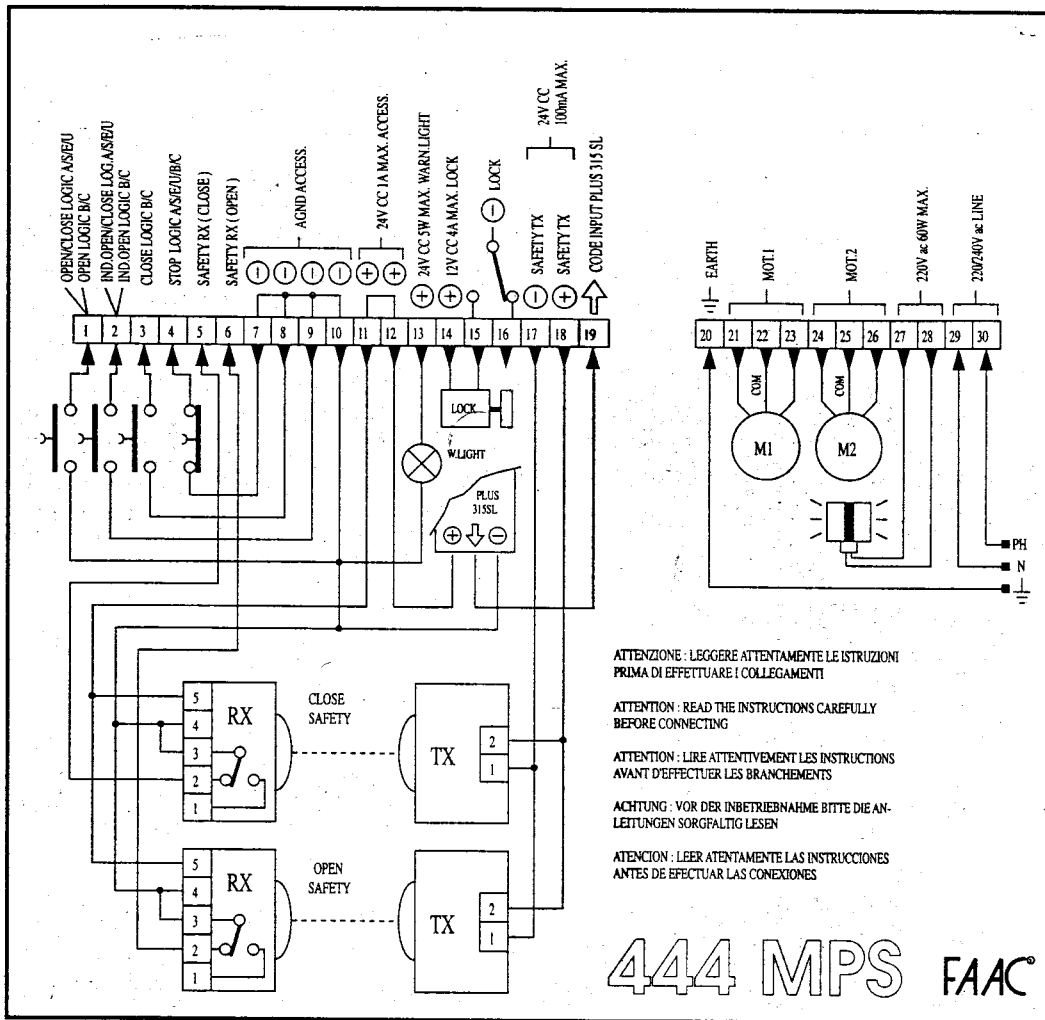 OPEN/CLOSE LOGIC A/S/E/U
OPEN LOGIC B/C
IND.OPEN/CLOSE LOG.A/S/E/U
IND.OPEN LOGIC B/C
CLOSE LOGIC B/C
STOP LOGIC A/S/E/U/B/C
SAFETY RX ( CLOSE )
SAFETY RX ( OPEN )
AGND ACCESS.
24V CC 1A MAX. ACCESS.
24V CC 5W MAX. WARN.LIGHT
12V CC 4A MAX. LOCK
LOCK
SAFETY TX
SAFETY TX
24V CC
100mA MAX.
CODE INPUT PLUS 315 SL
EARTH
MOT.1
MOT.2
220V ac 60W MAX.
220/240V ac LINE
1 2 3 4 5 6 7 8 9 10 11 12 13 14 15 16 17 18 19
20 21 22 23 24 25 26 27 28 29 30
COM
COM
LOCK
M1
M2
W.LIGHT
PLUS
315SL
PH
N
5
4
3
2
1
RX
CLOSE
SAFETY
TX
2
1
5
4
3
2
1
RX
OPEN
SAFETY
TX
2
1
ATTENZIONE : LEGGERE ATTENTAMENTE LE ISTRUZIONI
PRIMA DI EFFETTUARE I COLLEGAMENTI
ATTENTION : READ THE INSTRUCTIONS CAREFULLY
BEFORE CONNECTING
ATTENTION : LIRE ATTENTIVEMENT LES INSTRUCTIONS
AVANT D'EFFECTUER LES BRANCHEMENTS
ACHTUNG : VOR DER INBETRIEBNAHME BITTE DIE AN-
LEITUNGEN SORGFALTIG LESEN
ATENCION : LEER ATENTAMENTE LAS INSTRUCCIONES
ANTES DE EFECTUAR LAS CONEXIONES
444 MPS
FAAC®